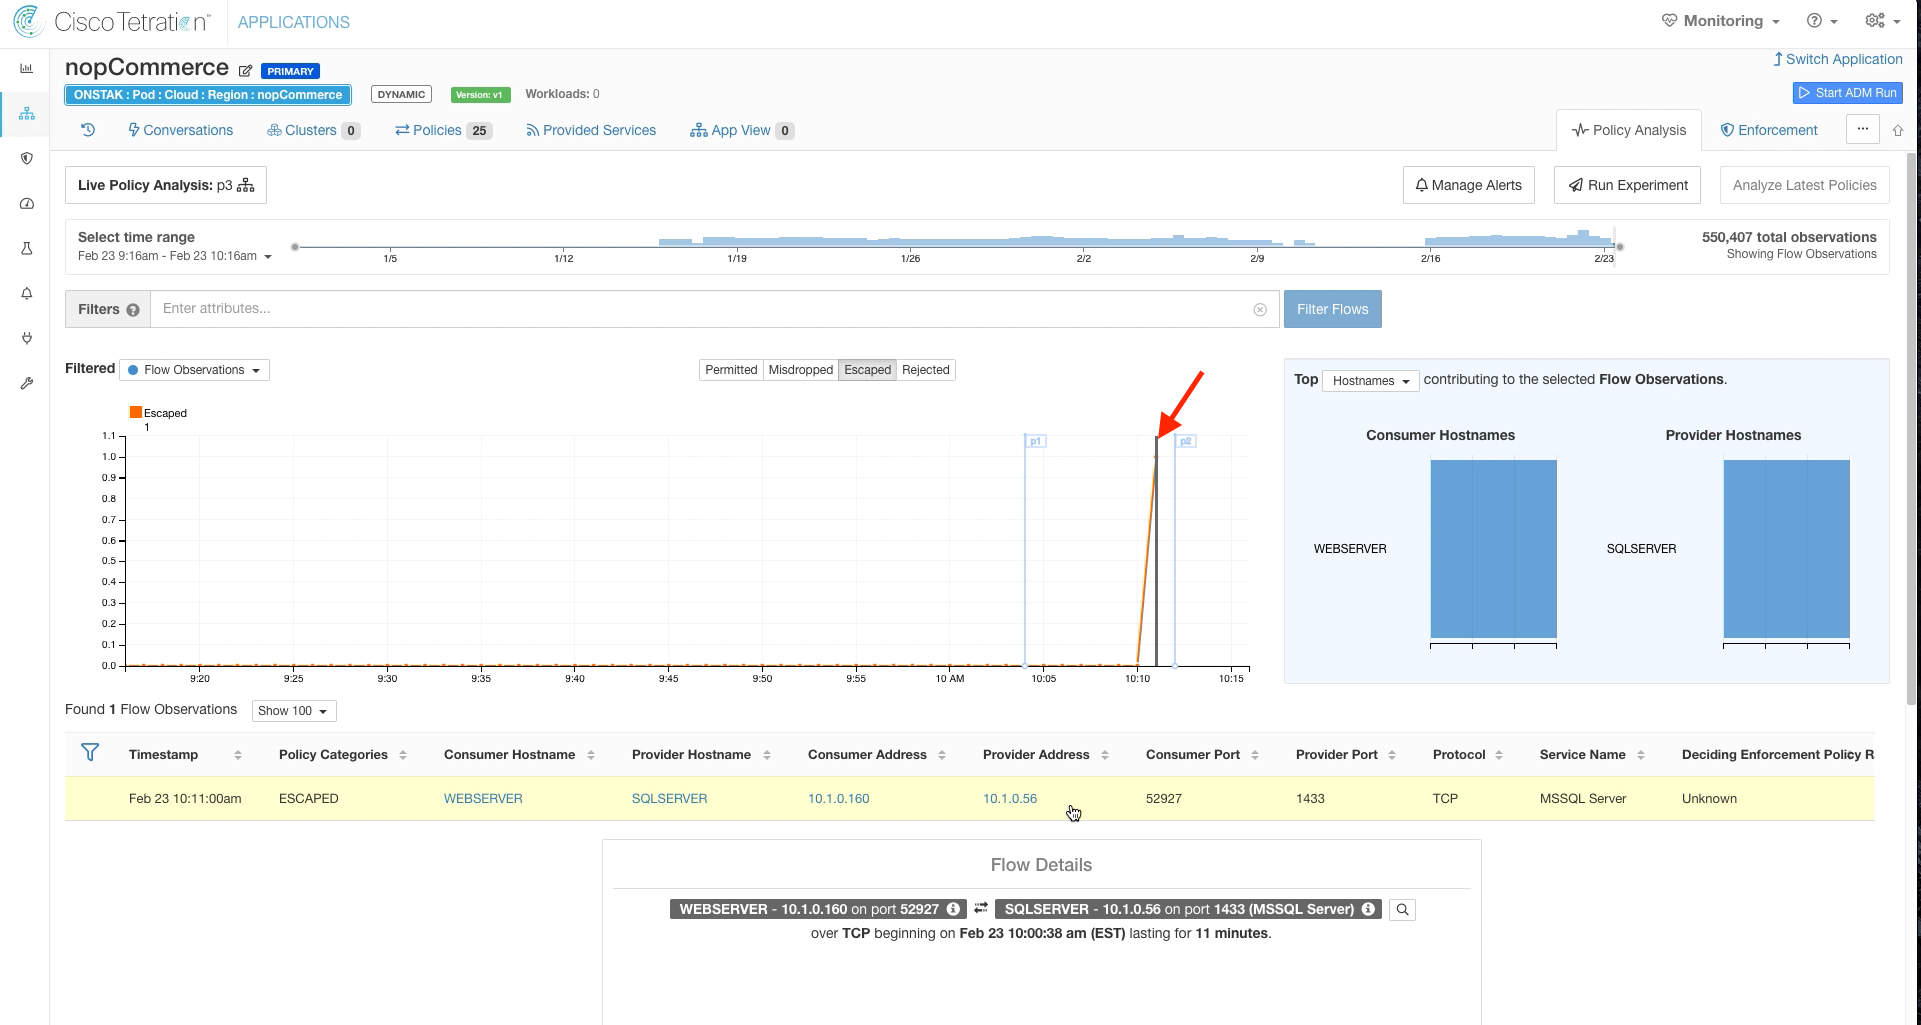 Cisco Tetration™ APPLICATIONS Monitoring
nopCommerce PRIMARY Switch Application
ONSTAK : Pod : Cloud : Region : nopCommerce DYNAMIC Version: v1 Workloads: 0 Start ADM Run
Conversations Clusters 0 Policies 25 Provided Services App View 0 Policy Analysis Enforcement ...
Live Policy Analysis: p3 Manage Alerts Run Experiment Analyze Latest Policies
Select time range 550,407 total observations
Feb 23 9:16am - Feb 23 10:16am Showing Flow Observations
1/5 1/12 1/19 1/26 2/2 2/9 2/16 2/23
Filters ? Enter attributes... Filter Flows
Filtered Flow Observations Permitted Misdropped Escaped Rejected
Top Hostnames contributing to the selected Flow Observations.
Escaped
1
Consumer Hostnames Provider Hostnames
1.1 p1 p2
1.0
0.9
0.8
0.7
0.6
0.5
0.4
0.3
0.2
0.1
0.0
WEBSERVER SQLSERVER
9:20 9:25 9:30 9:35 9:40 9:45 9:50 9:55 10 AM 10:05 10:10 10:15
Found 1 Flow Observations Show 100
Timestamp Policy Categories Consumer Hostname Provider Hostname Consumer Address Provider Address Consumer Port Provider Port Protocol Service Name Deciding Enforcement Policy R
Feb 23 10:11:00am ESCAPED WEBSERVER SQLSERVER 10.1.0.160 10.1.0.56 52927 1433 TCP MSSQL Server Unknown
Flow Details
WEBSERVER - 10.1.0.160 on port 52927 SQLSERVER - 10.1.0.56 on port 1433 (MSSQL Server)
over TCP beginning on Feb 23 10:00:38 am (EST) lasting for 11 minutes.